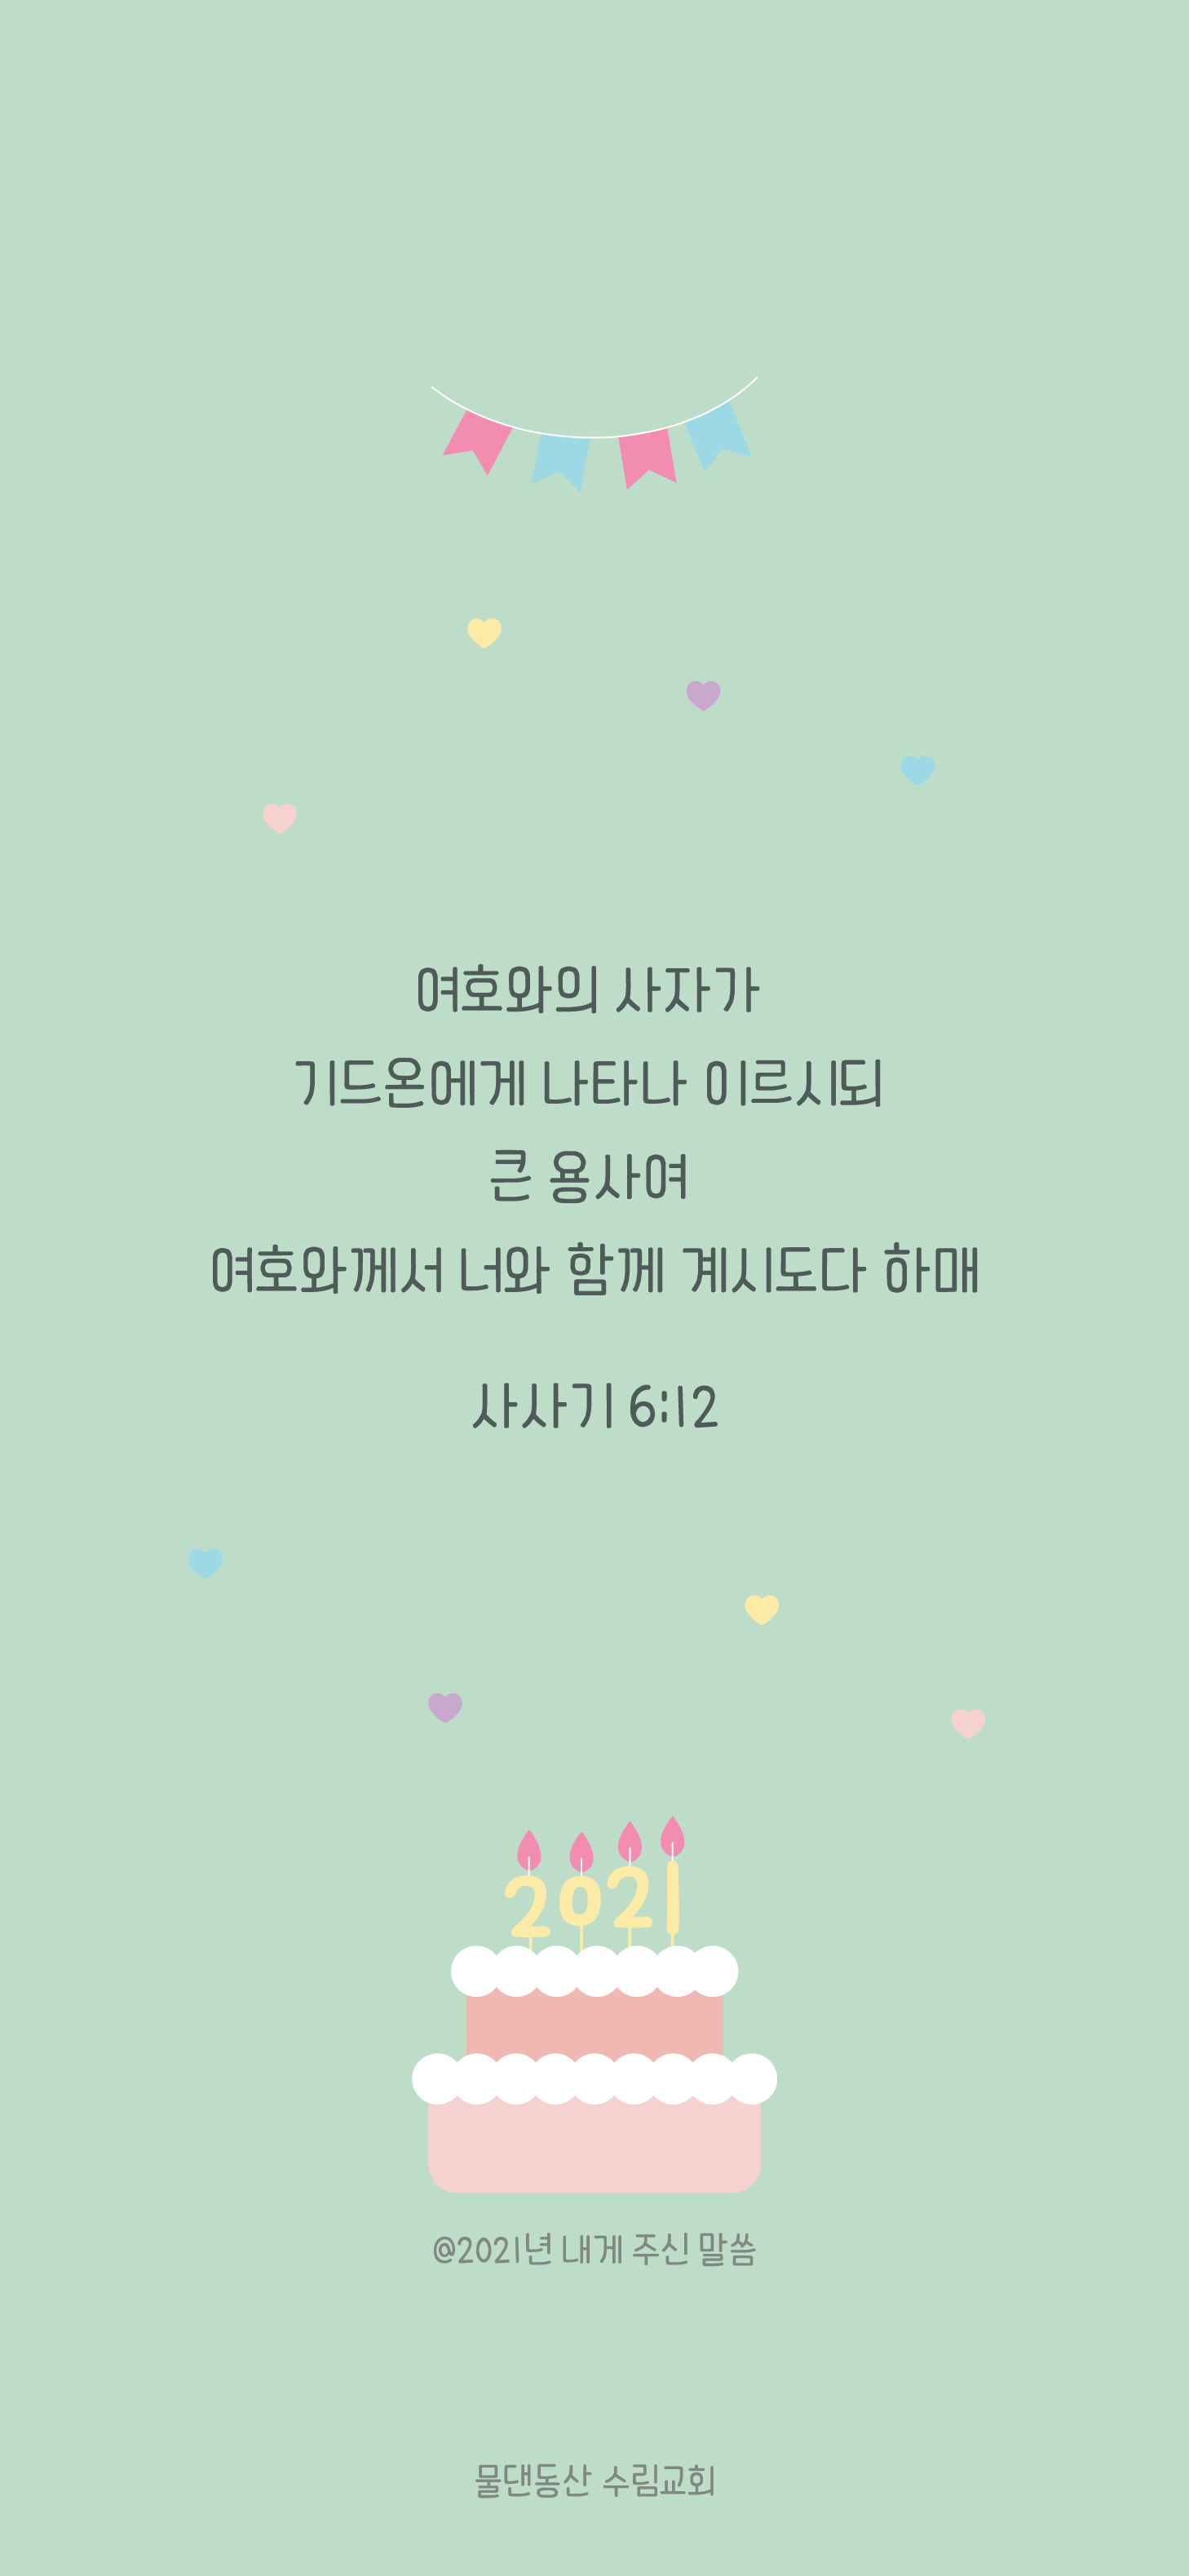 여호와의 사자가
기드온에게 나타나 이르시되
큰 용사여
여호와께서 너와 함께 계시도다 하매
사사기 6:12
2021
@2021년 내게 주신 말씀
물댄동산 수림교회